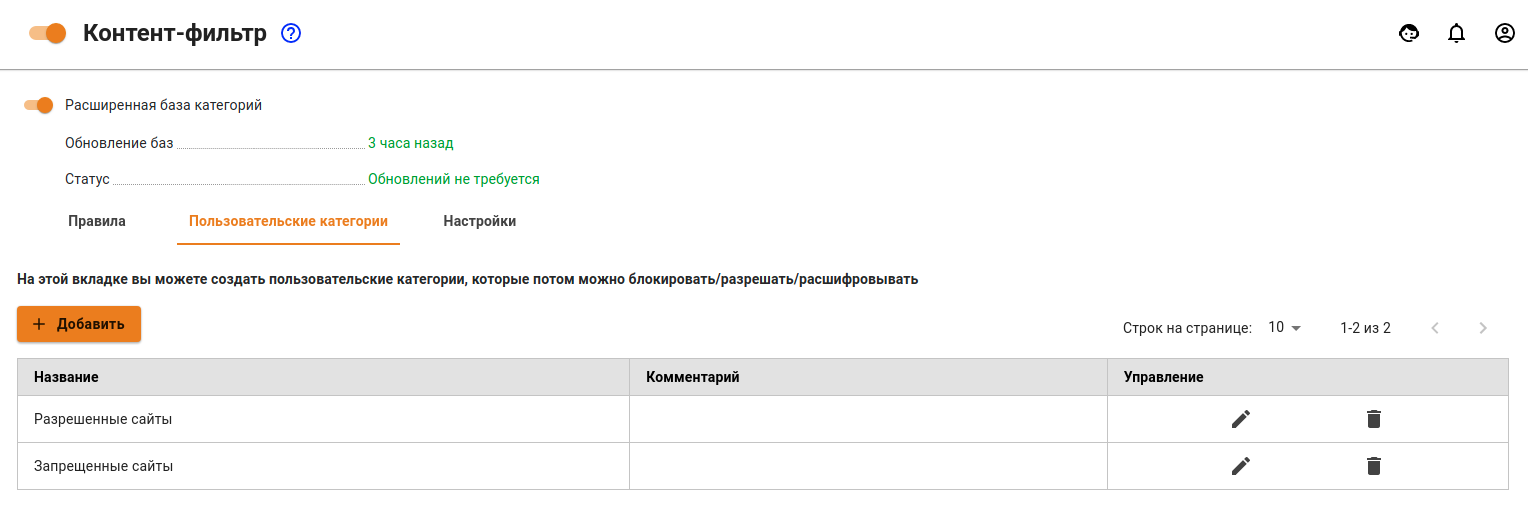 Контент-фильтр
Расширенная база категорий
Обновление баз 3 часа назад
Статус Обновлений не требуется
Правила Пользовательские категории Настройки
На этой вкладке вы можете создать пользовательские категории, которые потом можно блокировать/разрешать/расшифровывать
Добавить Строк на странице: 10 1-2 из 2
Название Комментарий Управление
Разрешенные сайты
Запрещенные сайты